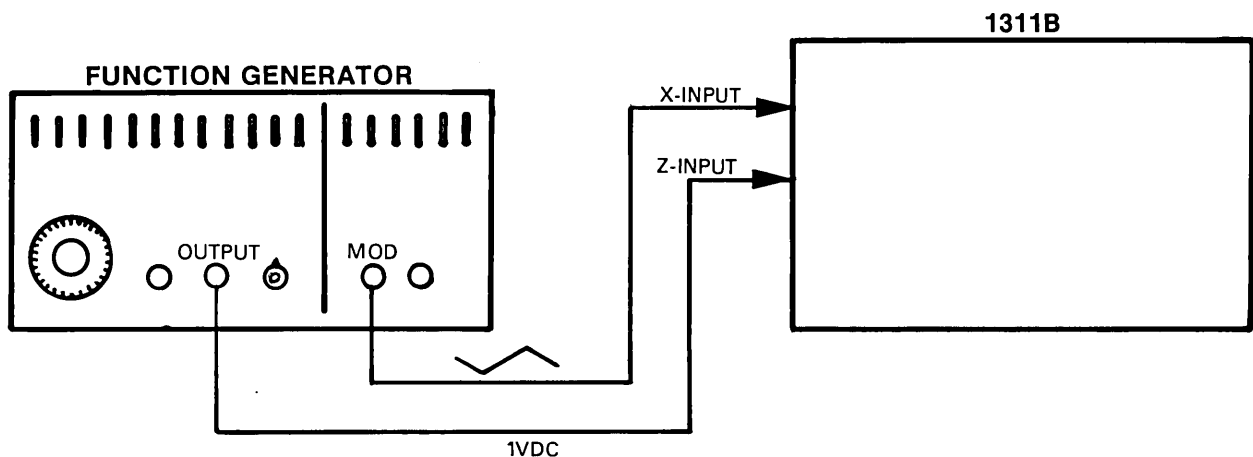 1311B
FUNCTION GENERATOR
X-INPUT
Z-INPUT
OUTPUT
MOD
1VDC